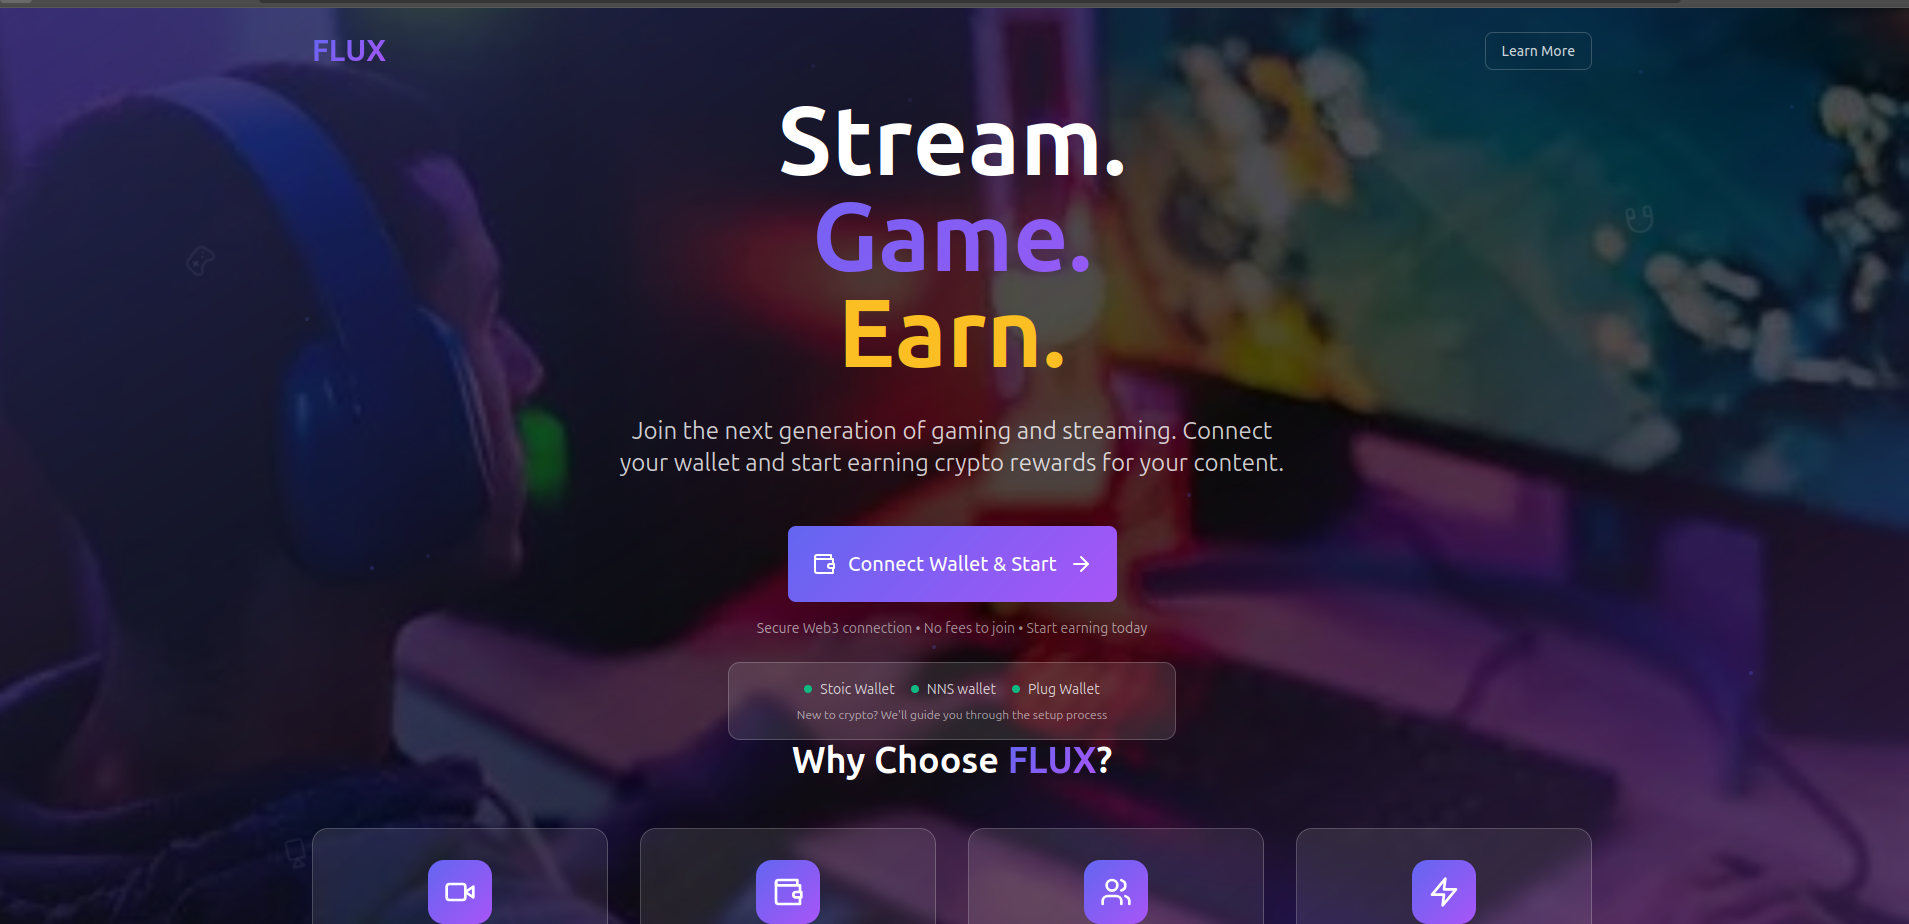 FLUX
Learn More
Stream.
Game.
Earn.
Join the next generation of gaming and streaming. Connect
your wallet and start earning crypto rewards for your content.
Connect Wallet & Start
Secure Web3 connection • No fees to join • Start earning today
Stoic Wallet NNS wallet Plug Wallet
New to crypto? We'll guide you through the setup process
Why Choose FLUX?